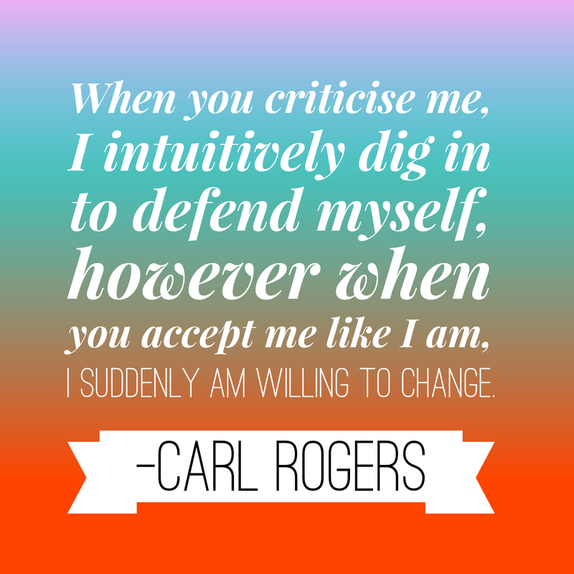 When you criticise me,
I intuitively dig in
to defend myself,
however when
you accept me like I am,
I SUDDENLY AM WILLING TO CHANGE.
-CARL ROGERS